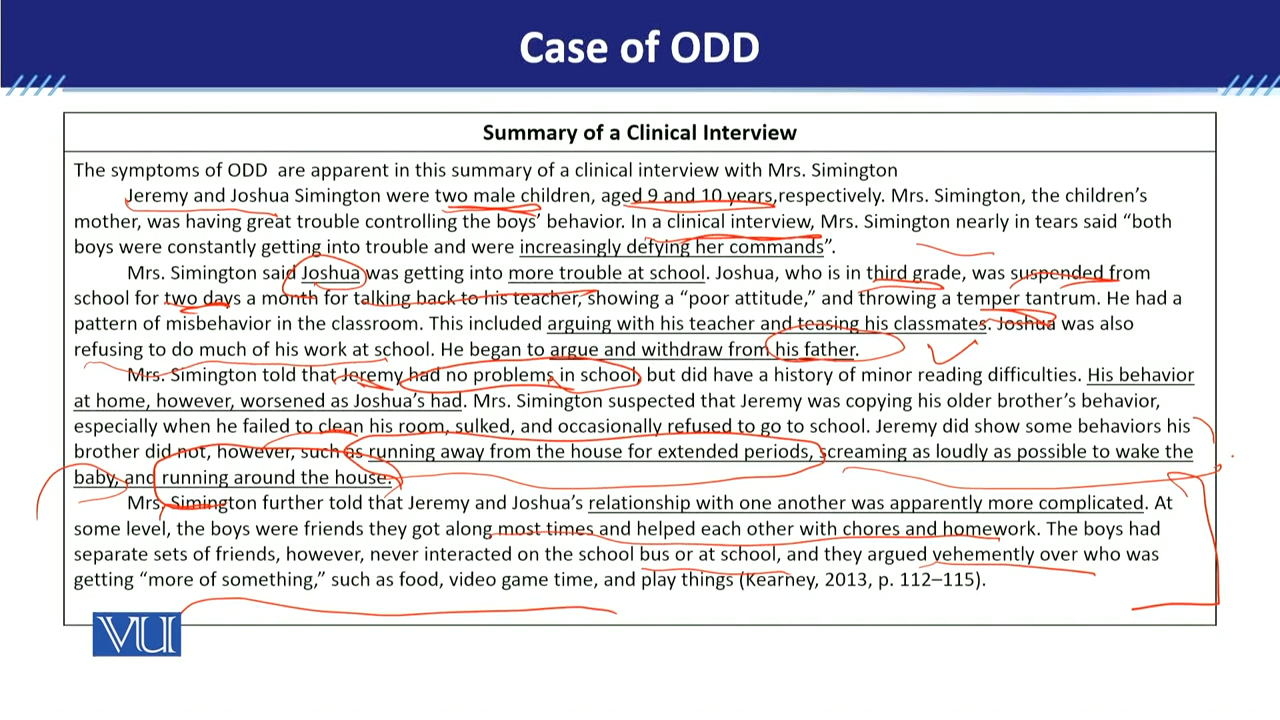 Case of ODD
Summary of a Clinical Interview
The symptoms of ODD are apparent in this summary of a clinical interview with Mrs. Simington
Jeremy and Joshua Simington were two male children, aged 9 and 10 years,respectively. Mrs. Simington, the children's
mother, was having great trouble controlling the boys' behavior. In a clinical interview, Mrs. Simington nearly in tears said "both
boys were constantly getting into trouble and were increasingly defying her commands".
Mrs. Simington said Joshua was getting into more trouble at school. Joshua, who is in third grade, was suspended from
school for two days a month for talking back to his teacher, showing a "poor attitude," and throwing a temper tantrum. He had a
pattern of misbehavior in the classroom. This included arguing with his teacher and teasing his classmates. Joshua was also
refusing to do much of his work at school. He began to argue and withdraw from his father.
Mrs. Simington told that Jeremy had no problems in school, but did have a history of minor reading difficulties. His behavior
at home, however, worsened as Joshua's had. Mrs. Simington suspected that Jeremy was copying his older brother's behavior,
especially when he failed to clean his room, sulked, and occasionally refused to go to school. Jeremy did show some behaviors his
brother did not, however, such as running away from the house for extended periods, screaming as loudly as possible to wake the
baby, and running around the house.
Mrs. Simington further told that Jeremy and Joshua's relationship with one another was apparently more complicated. At
some level, the boys were friends they got along most times and helped each other with chores and homework. The boys had
separate sets of friends, however, never interacted on the school bus or at school, and they argued vehemently over who was
getting "more of something," such as food, video game time, and play things (Kearney, 2013, p. 112–115).
VU